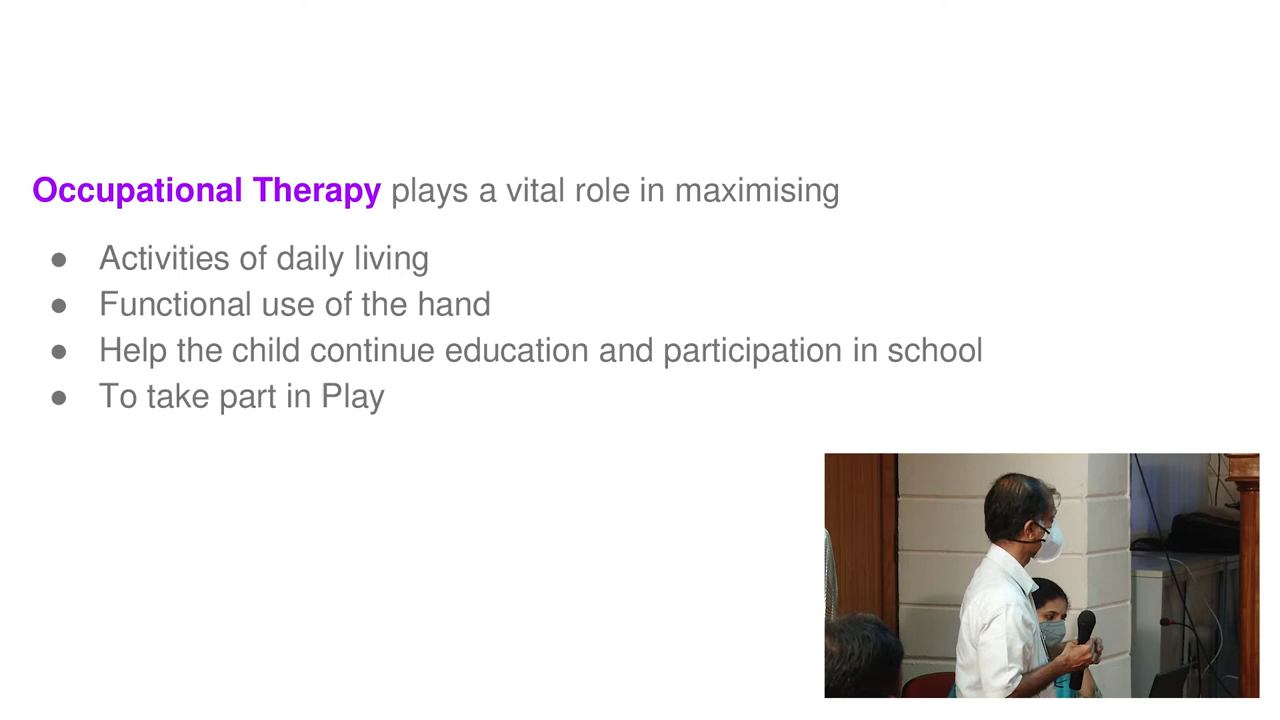 Occupational Therapy plays a vital role in maximising
● Activities of daily living
● Functional use of the hand
● Help the child continue education and participation in school
● To take part in Play